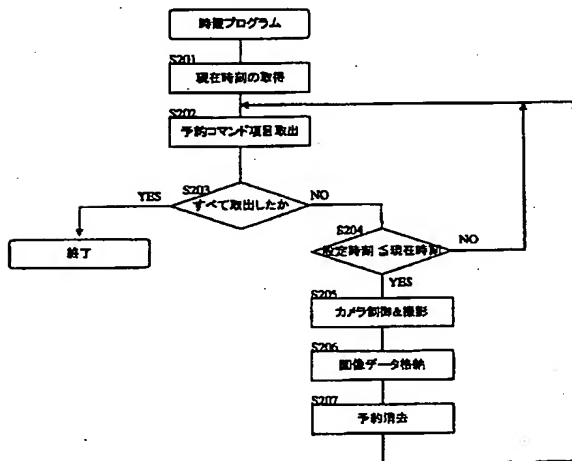 時限プログラム
S201
現在時刻の取得
S202
予約コマンド項目取出
S203
YES
NO
すべて取出したか
終了
S204
NO
設定時刻≦現在時期
YES
S205
カメラ制御&撮影
S206
画像データ格納
S207
予約消去